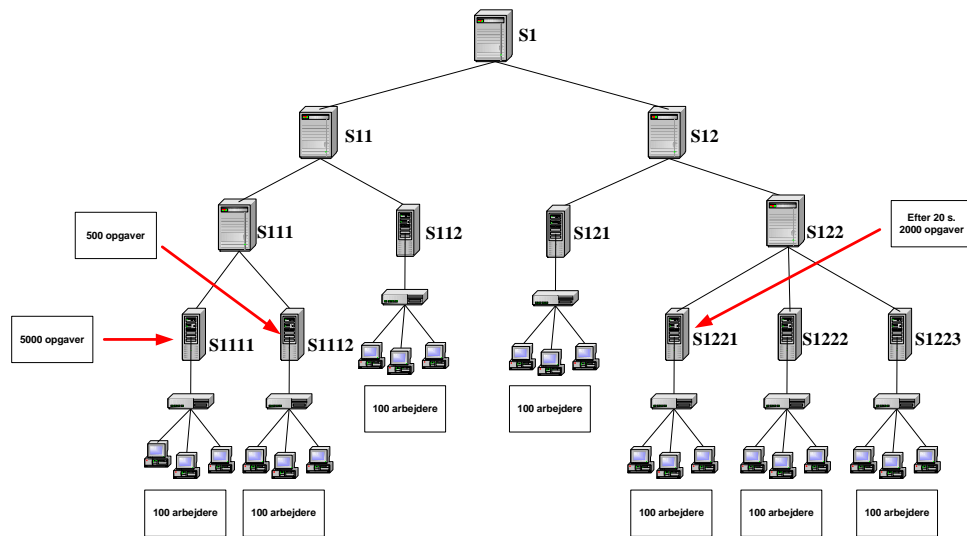 S1
S11
S12
S111
S112
S121
S122
500 opgaver
Efter 20 s.
2000 opgaver
5000 opgaver
S1111
S1112
S1221
S1222
S1223
100 arbejdere
100 arbejdere
100 arbejdere
100 arbejdere
100 arbejdere
100 arbejdere
100 arbejdere